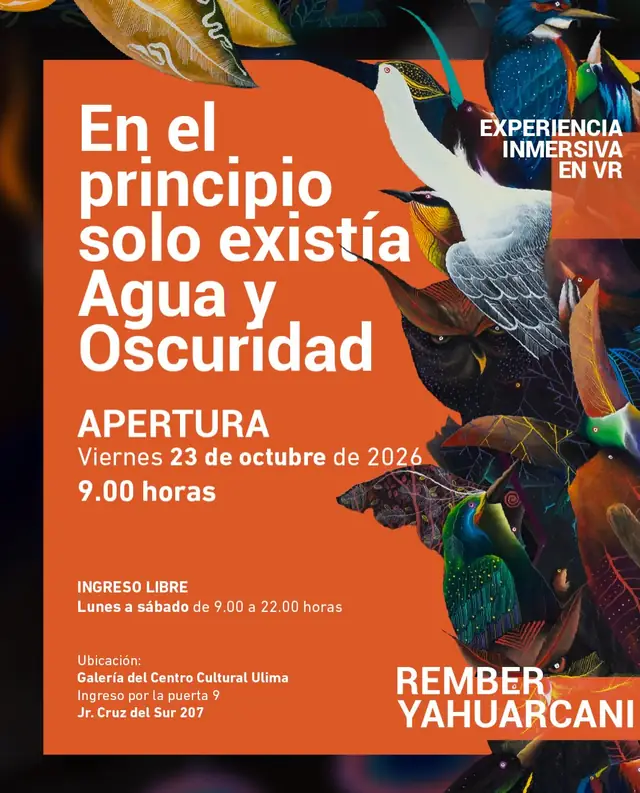 En el
principio
solo existía
Agua y
Oscuridad
EXPERIENCIA
INMERSIVA
EN VR
APERTURA
Viernes 23 de octubre de 2026
9.00 horas
INGRESO LIBRE
Lunes a sábado de 9.00 a 22.00 horas
Ubicación:
Galería del Centro Cultural Ulima
Ingreso por la puerta 9
Jr. Cruz del Sur 207
REMBER
YAHUARCANI